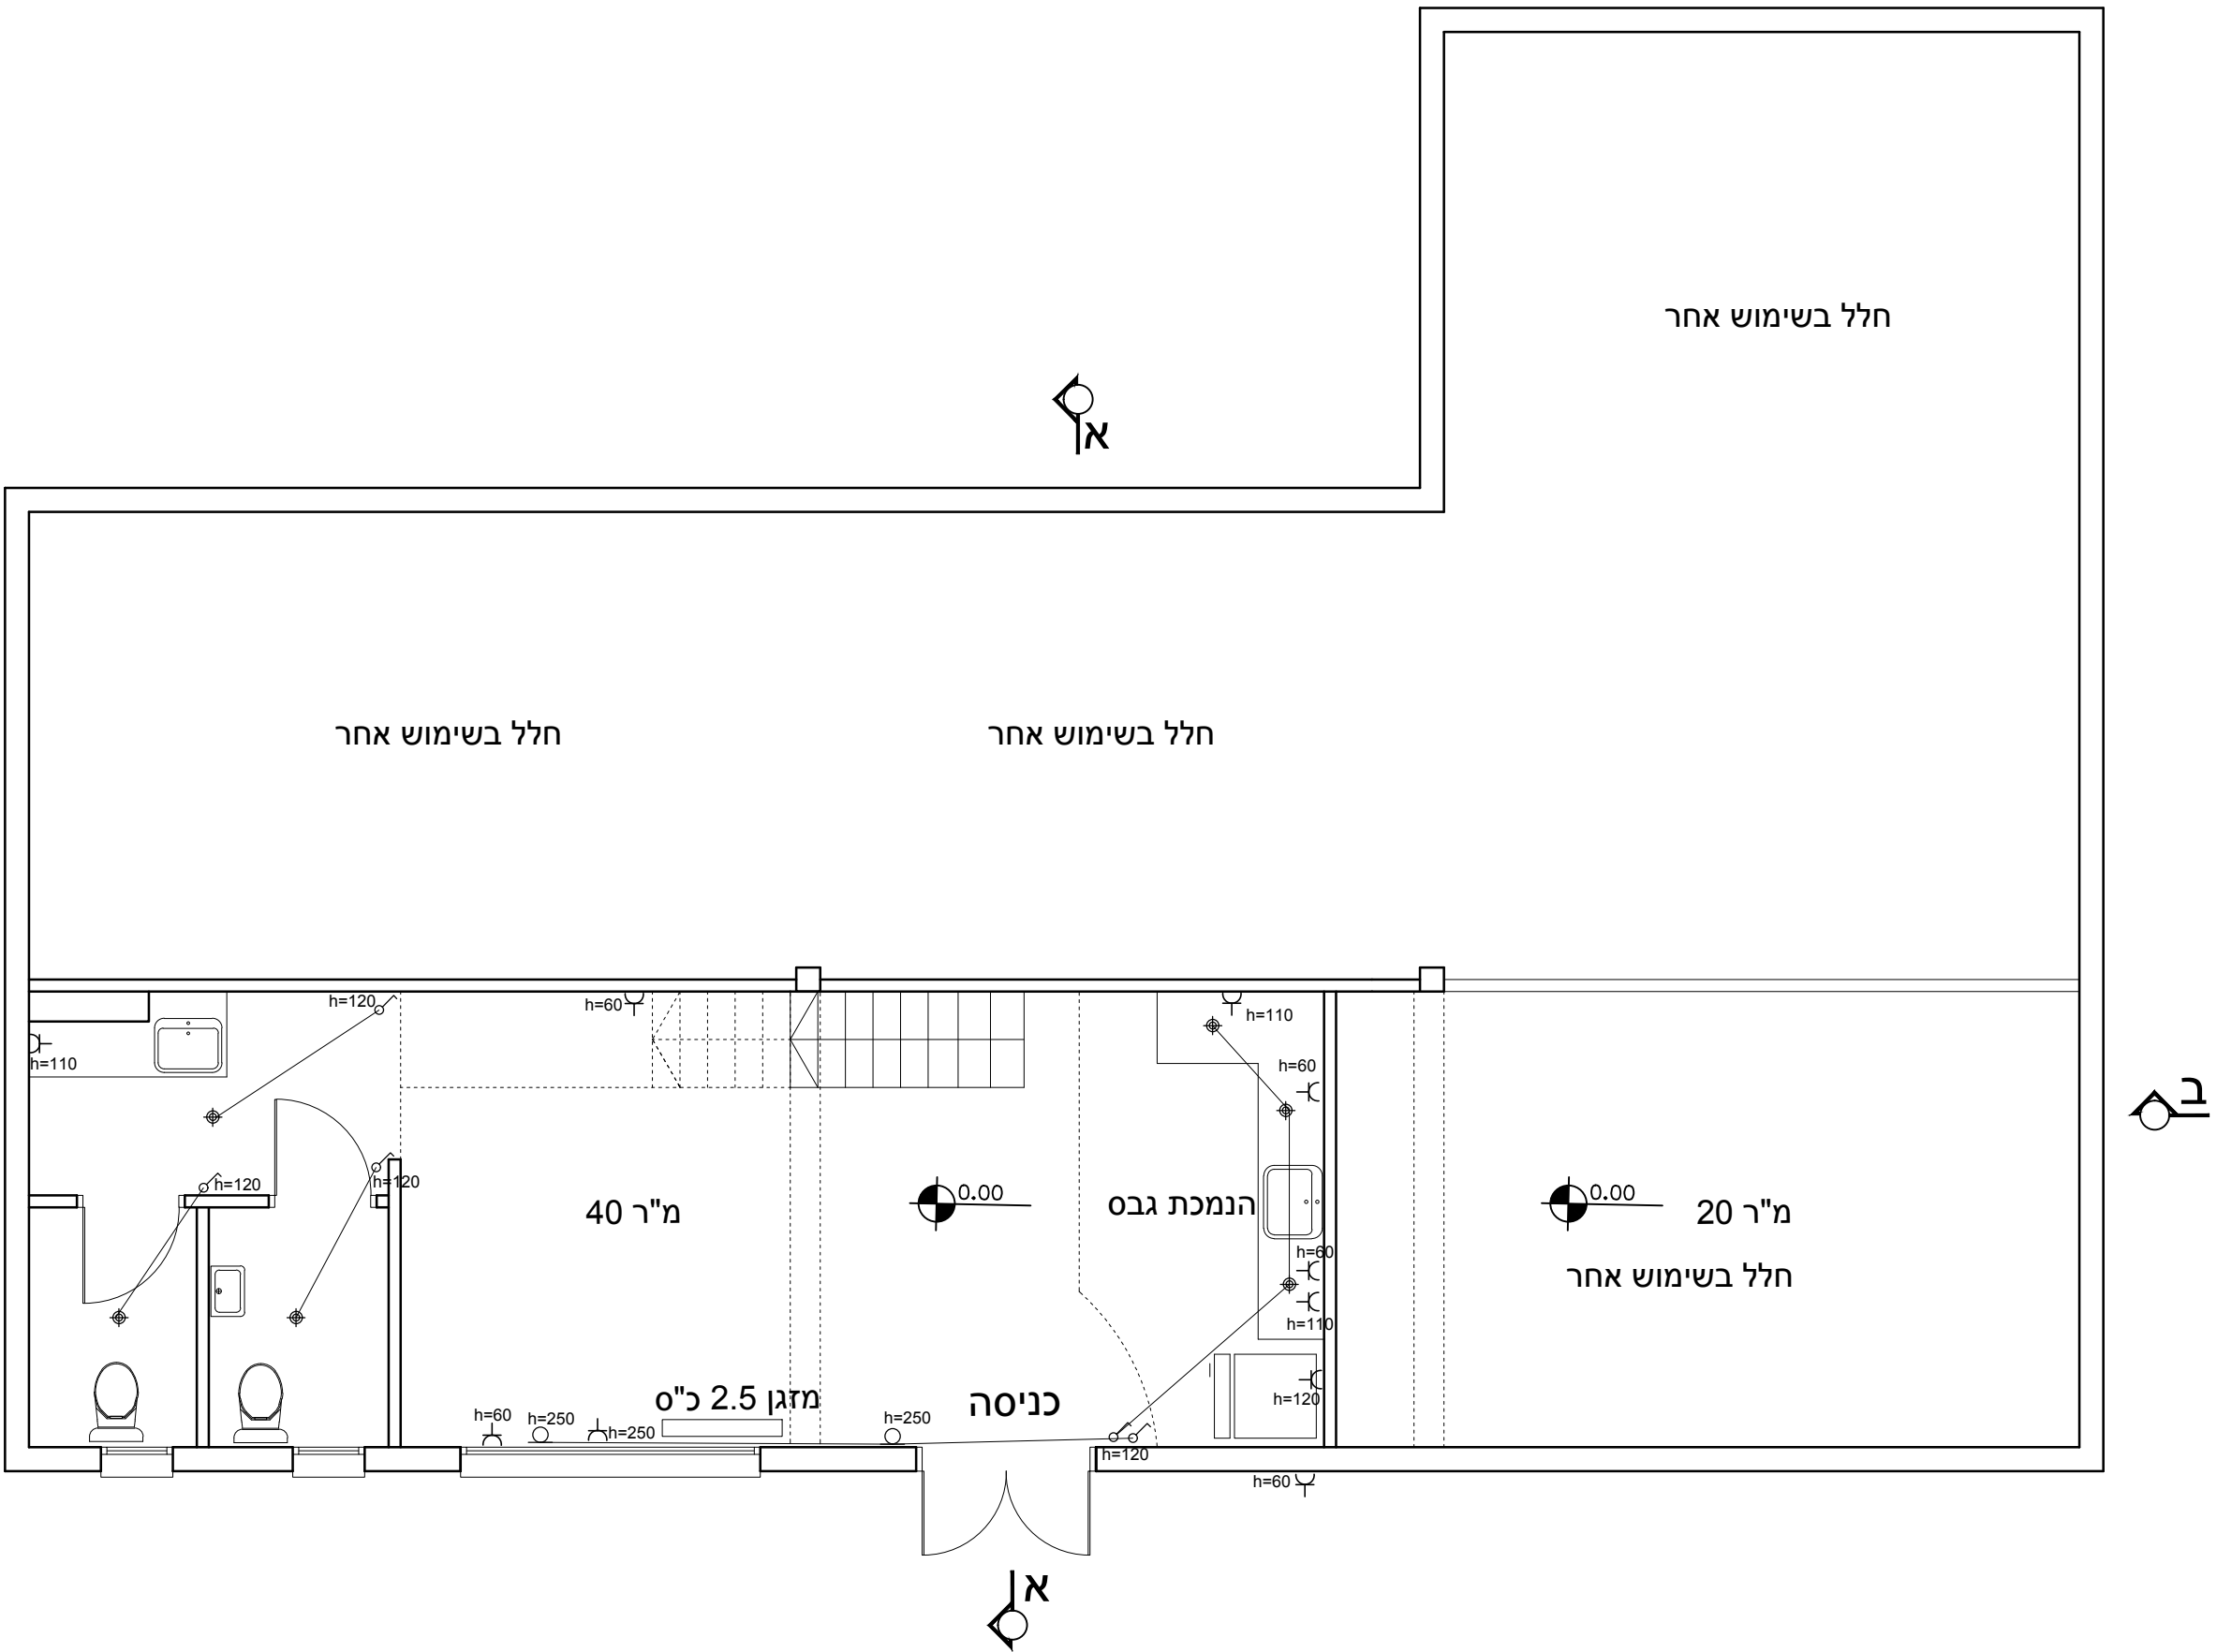 חלל בשימוש אחר
א
חלל בשימוש אחר
חלל בשימוש אחר
h=120
h=60
h=110
h=110
h=60
ב
h=120
h=120
40 מ"ר
0.00
הנמכת גבס
0.00
20 מ"ר
h=60
חלל בשימוש אחר
h=110
מזגן 2.5 כ"ס
כניסה
h=120
h=60
h=250
h=250
h=250
h=120
h=60
א